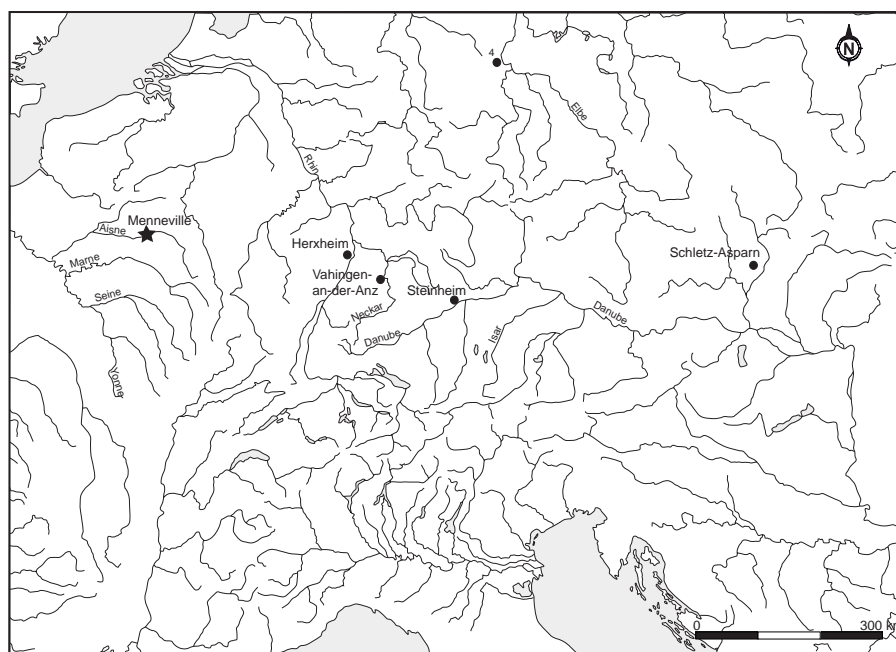 N
4
Elbe
Rhin
Menneville
Aisne
Herxheim
Schletz-Asparn
Marne
Vahingen-
an-der-Anz
Steinheim
Seine
Neckar
Danube
Danube
Isar
Yonne
0
300 km